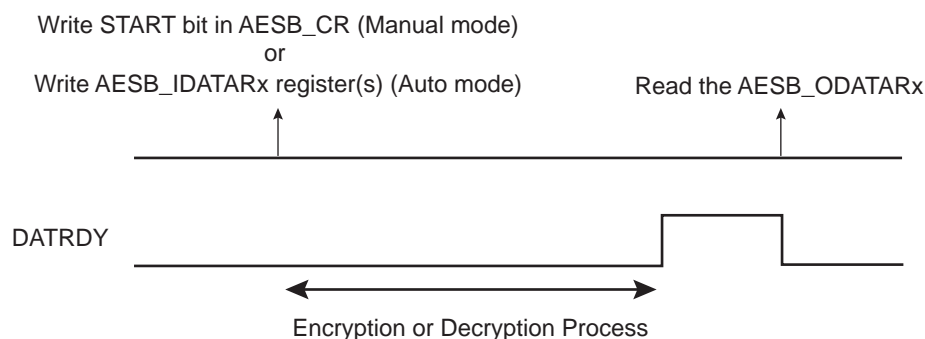 Write START bit in AESB_CR (Manual mode)
or
Write AESB_IDATARx register(s) (Auto mode)
Read the AESB_ODATARx
DATRDY
Encryption or Decryption Process